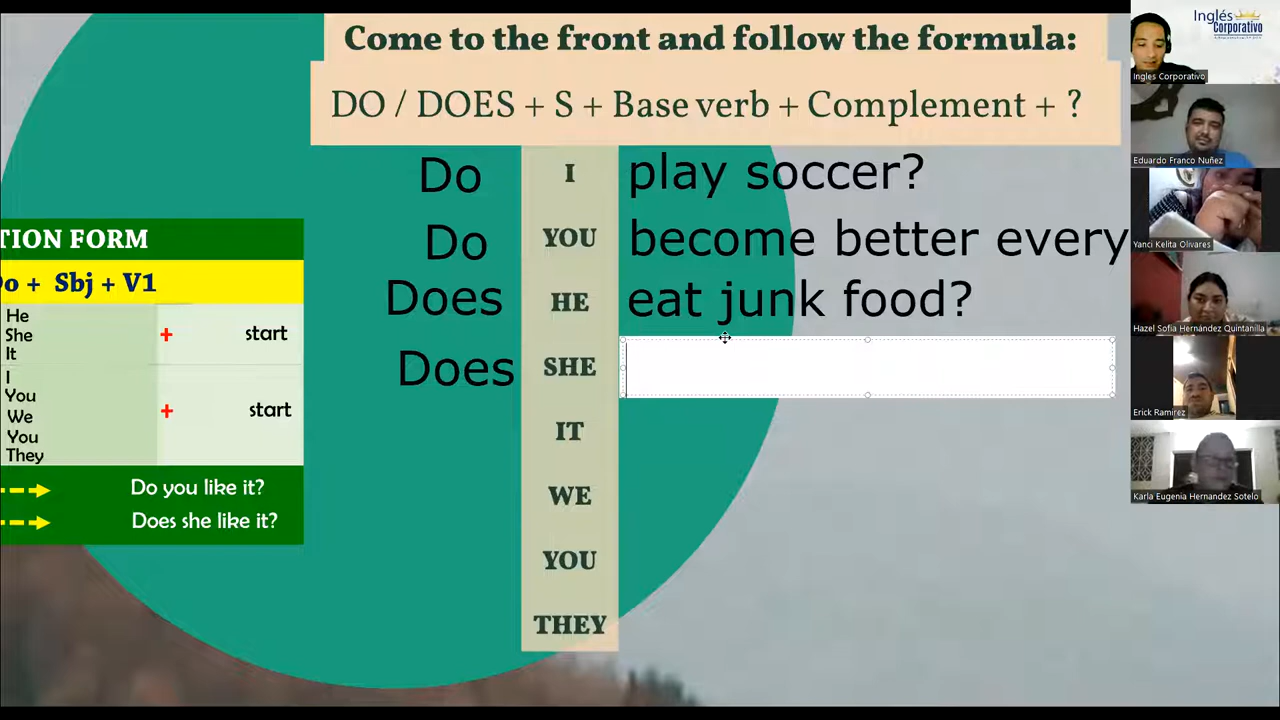 Come to the front and follow the formula:
DO / DOES + S + Base verb + Complement + ?
Do I play soccer?
Do YOU become better every
Does HE eat junk food?
Does SHE
IT
WE
YOU
THEY
TION FORM
o + Sbj + V1
He
She
It
+ start
I
You
We
You
They
+ start
Do you like it?
Does she like it?
Inglés
Corporativo
Ingles Corporativo
Eduardo Franco Nuñez
Yanci Kelita Olivares
Hazel Sofia Hernández Quintanilla
Erick Ramirez
Karla Eugenia Hernandez Sotelo